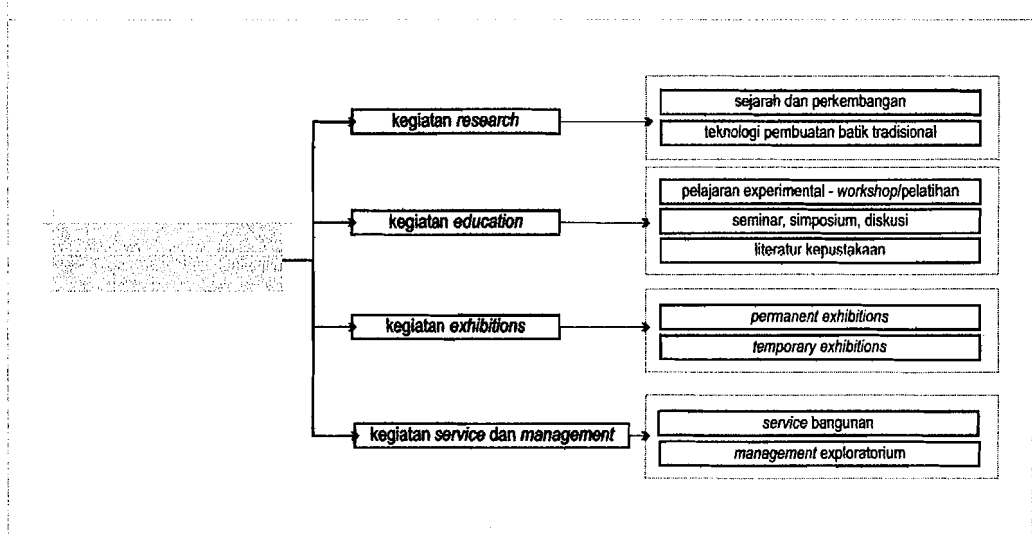 kegiatan research
sejarah dan perkembangan
teknologi pembuatan batik tradisional
kegiatan education
pelajaran experimental - workshop/pelatihan
seminar, simposium, diskusi
literatur kepustakaan
kegiatan exhibitions
permanent exhibitions
temporary exhibitions
kegiatan service dan management
service bangunan
management exploratorium